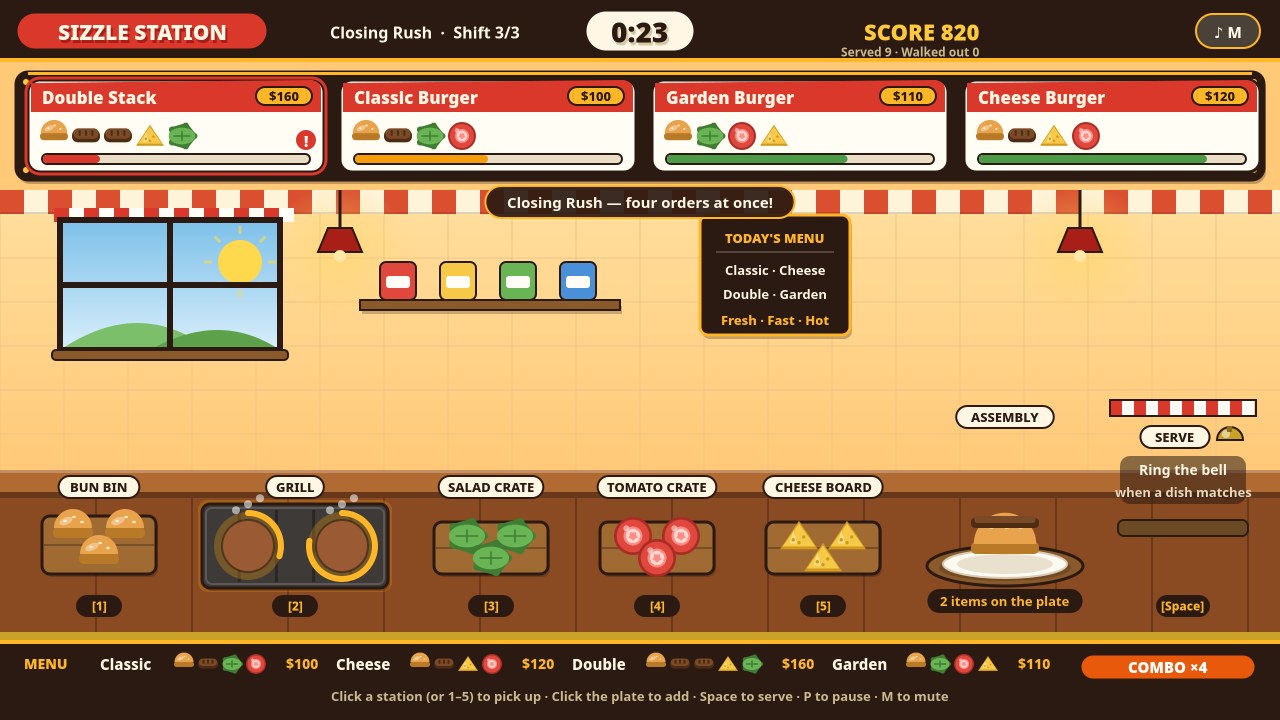 SIZZLE STATION
Closing Rush · Shift 3/3
0:23
SCORE 820
Served 9 · Walked out 0
♪ M
Double Stack
$160
!
Classic Burger
$100
Garden Burger
$110
Cheese Burger
$120
Closing Rush — four orders at once!
TODAY'S MENU
Classic · Cheese
Double · Garden
Fresh · Fast · Hot
ASSEMBLY
SERVE
Ring the bell
when a dish matches
BUN BIN
GRILL
SALAD CRATE
TOMATO CRATE
CHEESE BOARD
2 items on the plate
[1]
[2]
[3]
[4]
[5]
[Space]
MENU
Classic
$100
Cheese
$120
Double
$160
Garden
$110
COMBO ×4
Click a station (or 1–5) to pick up · Click the plate to add · Space to serve · P to pause · M to mute